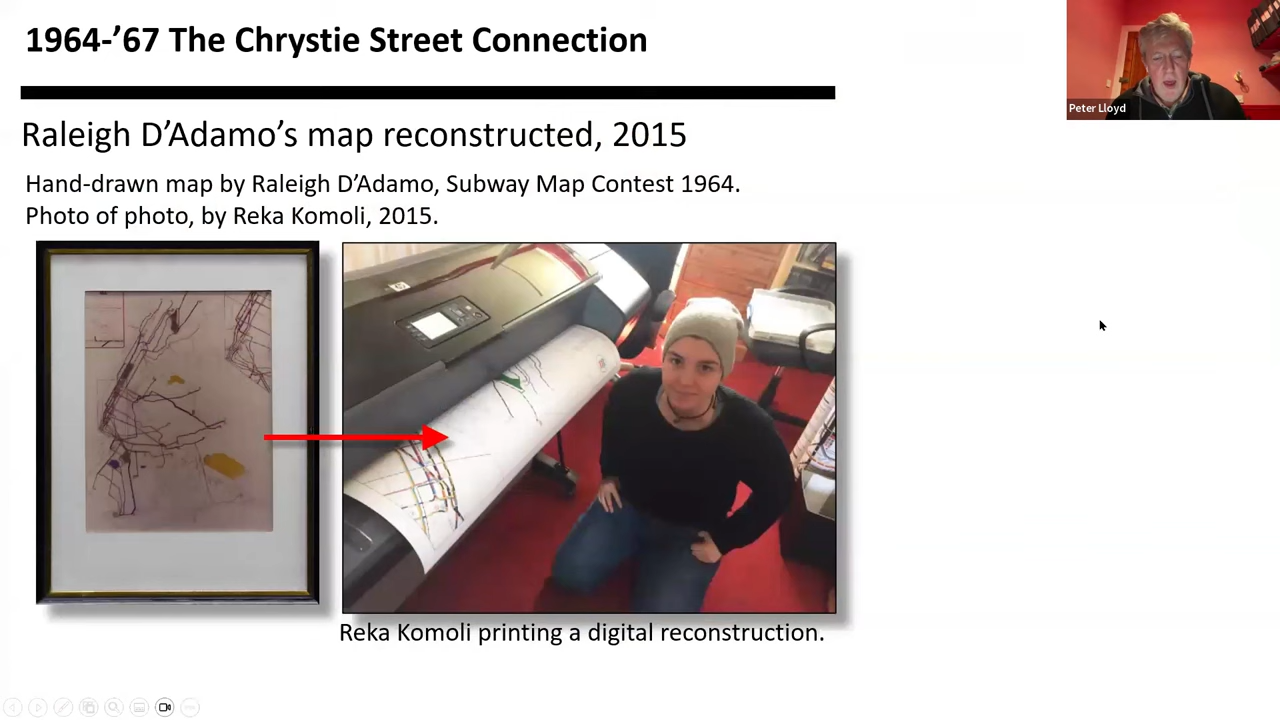 1964-’67 The Chrystie Street Connection
Peter Lloyd
Raleigh D’Adamo’s map reconstructed, 2015
Hand-drawn map by Raleigh D’Adamo, Subway Map Contest 1964.
Photo of photo, by Reka Komoli, 2015.
Reka Komoli printing a digital reconstruction.